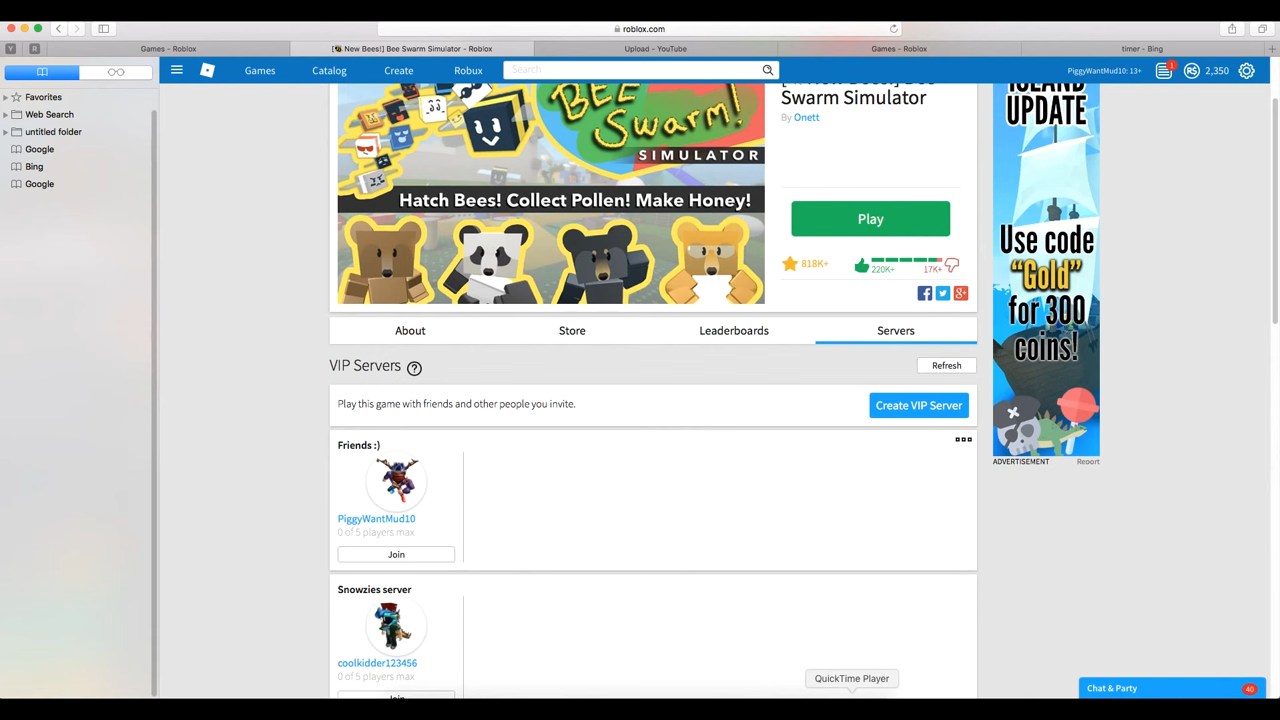 roblox.com
Y
R
Games - Roblox
[🐝 New Bees!] Bee Swarm Simulator - Roblox
Upload - YouTube
Games - Roblox
timer - Bing
Games
Catalog
Create
Robux
Search
PiggyWantMud10: 13+
1
2,350
Favorites
Web Search
untitled folder
Google
Bing
Google
BEE
Swarm!
SIMULATOR
Hatch Bees! Collect Pollen! Make Honey!
Swarm Simulator
By Onett
Play
818K+
220K+
17K+
About
Store
Leaderboards
Servers
VIP Servers
Refresh
Play this game with friends and other people you invite.
Create VIP Server
Friends :)
PiggyWantMud10
0 of 5 players max
Join
Snowzies server
coolkidder123456
0 of 5 players max
Join
ISLAND
UPDATE
Use code
“Gold”
for 300
coins!
ADVERTISEMENT
Report
QuickTime Player
Chat & Party
40